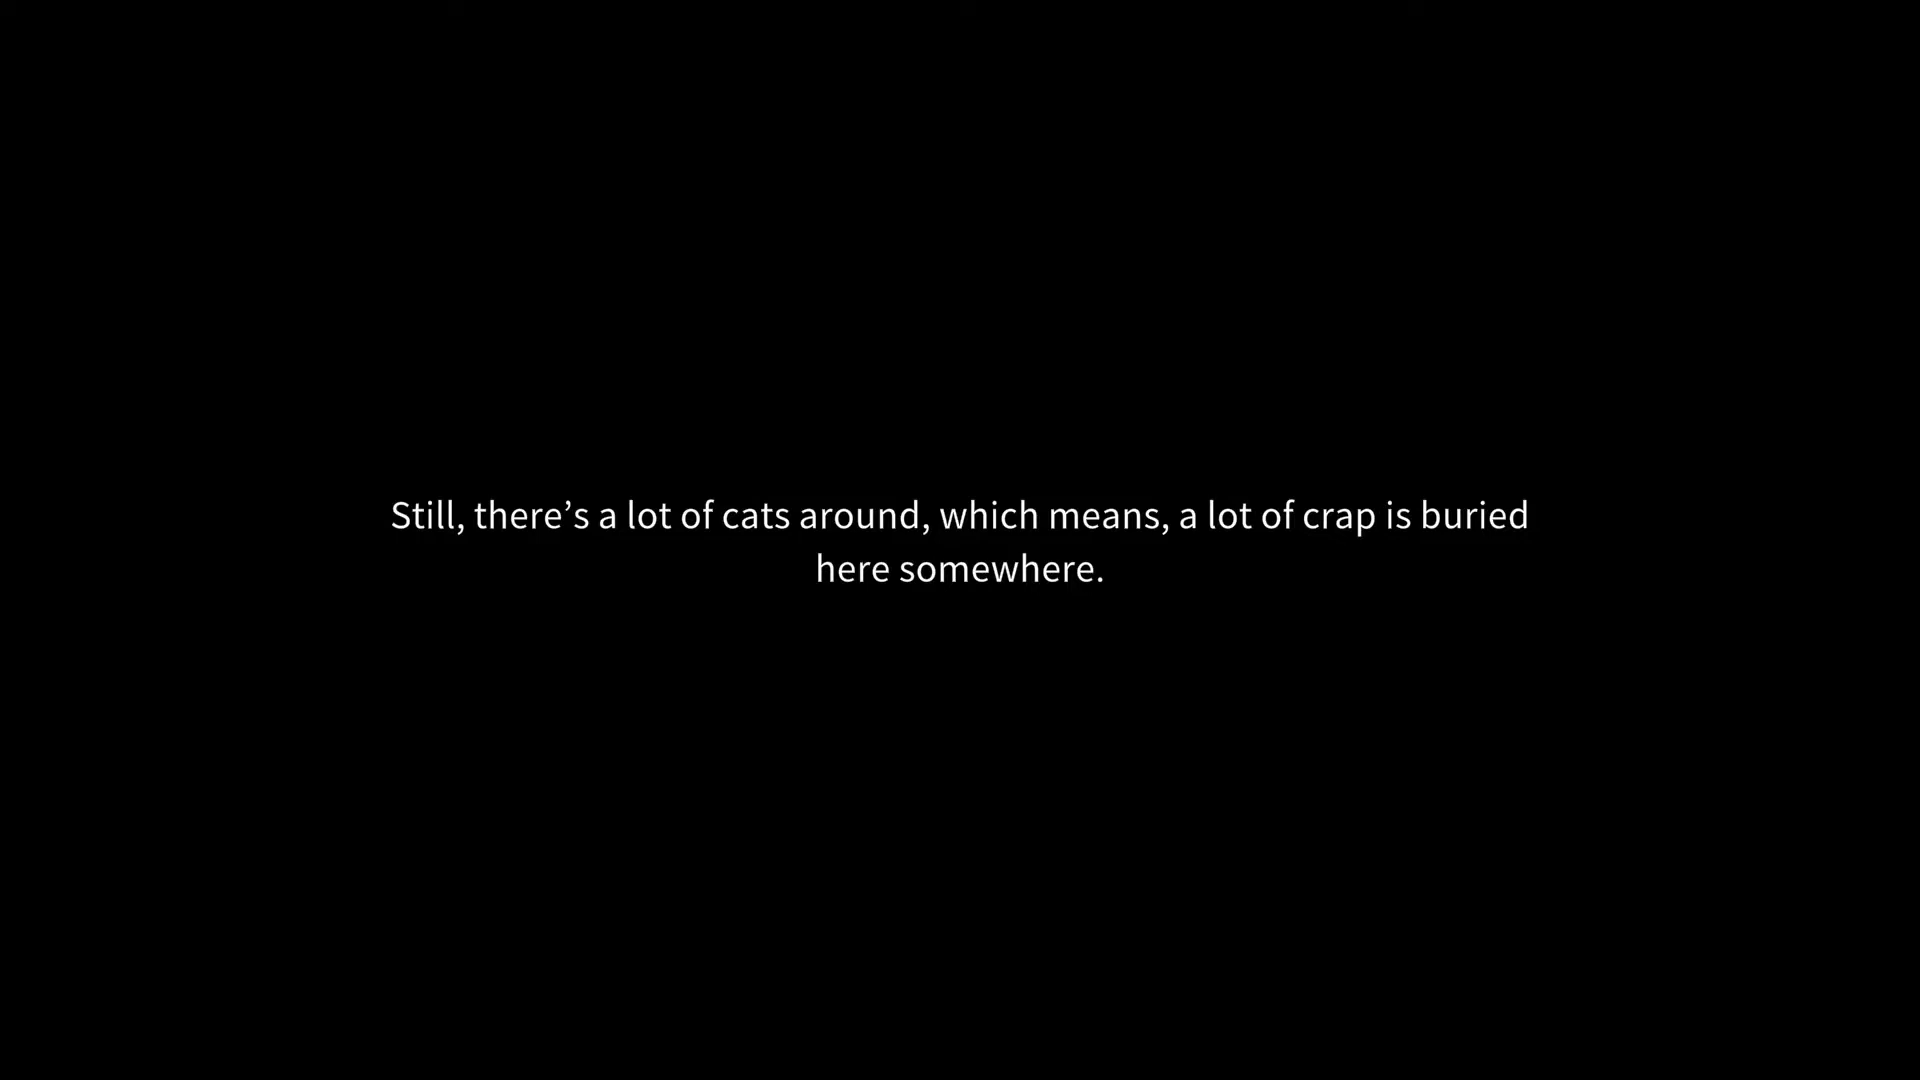 Still, there’s a lot of cats around, which means, a lot of crap is buried
here somewhere.